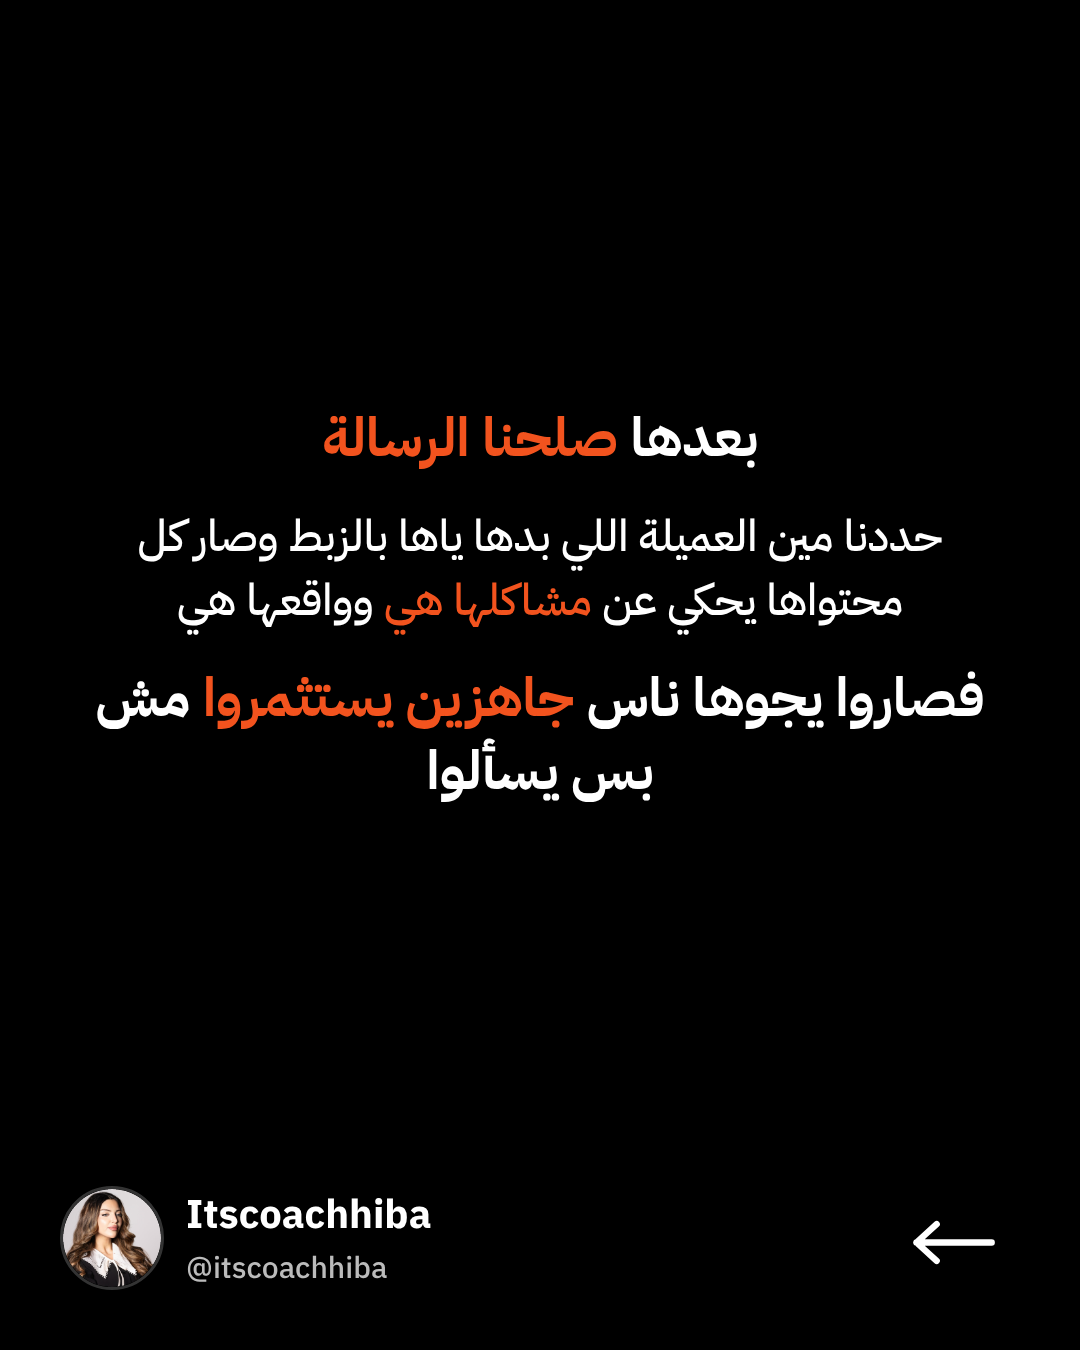 بعدها صلحنا الرسالة
حددنا مين العميلة اللي بدها ياها بالزبط وصار كل
محتواها يحكي عن مشاكلها هي وواقعها هي
فصاروا يجوها ناس جاهزين يستثمروا مش
بس يسألوا
Itscoachhiba
@itscoachhiba